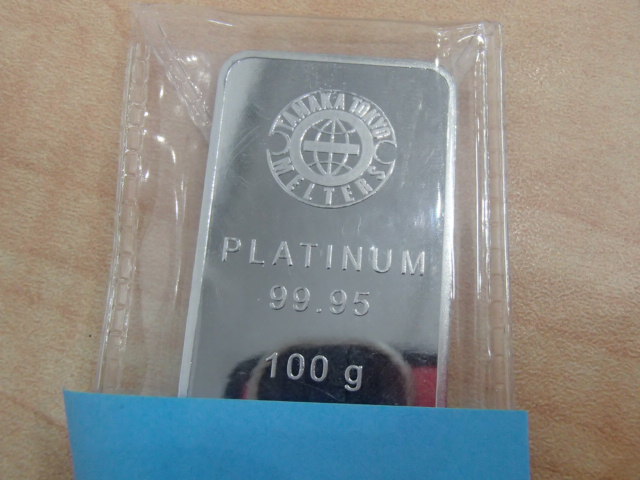 TANAKA TOKYO
MELTERS
PLATINUM
99.95
100 g